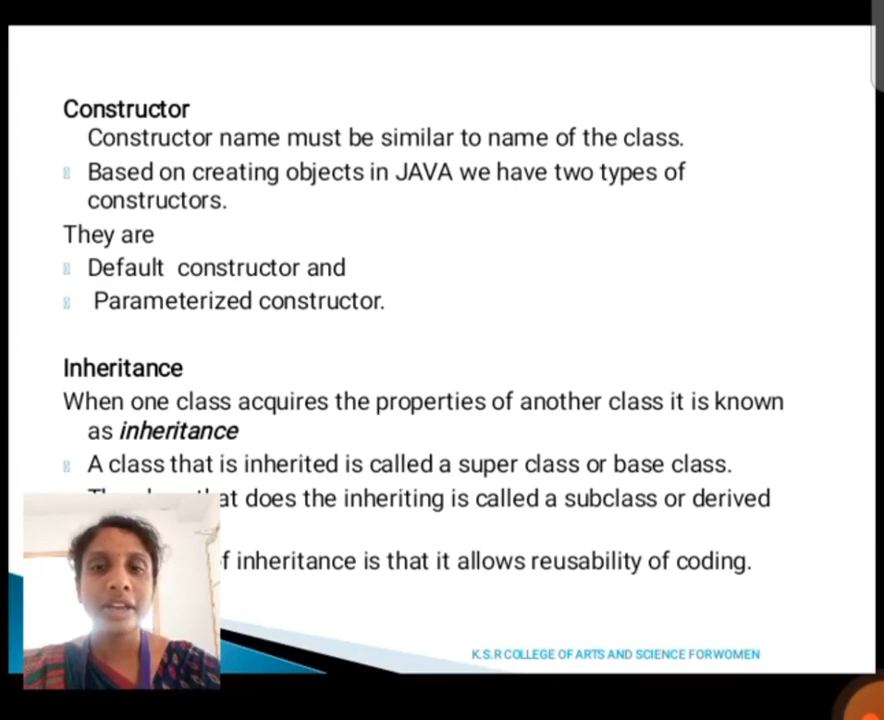 Constructor
Constructor name must be similar to name of the class.
Based on creating objects in JAVA we have two types of
constructors.
They are
Default constructor and
Parameterized constructor.
Inheritance
When one class acquires the properties of another class it is known
as inheritance
A class that is inherited is called a super class or base class.
does the inheriting is called a subclass or derived
inheritance is that it allows reusability of coding.
K.S.R COLLEGE OF ARTS AND SCIENCE FOR WOMEN